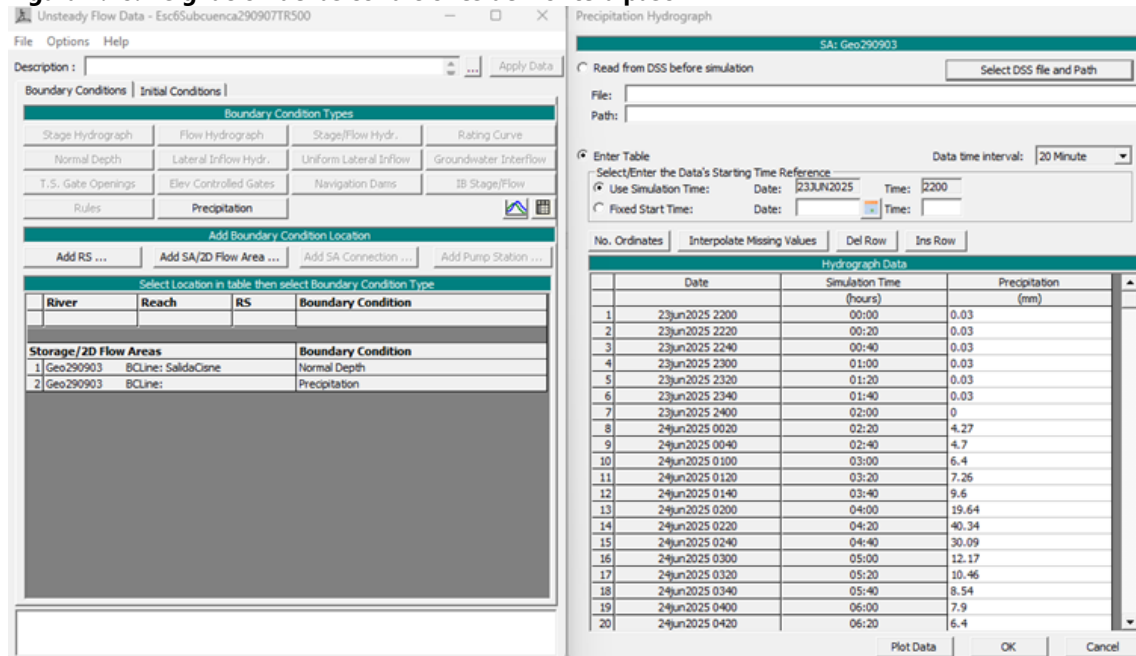 Unsteady Flow Data - Esc6Subcuenca290907TR500
File Options Help
Description : ... Apply Data
Boundary Conditions Initial Conditions
Boundary Condition Types
Stage Hydrograph Flow Hydrograph Stage/Flow Hydr. Rating Curve
Normal Depth Lateral Inflow Hydr. Uniform Lateral Inflow Groundwater Interflow
T.S. Gate Openings Elev Controlled Gates Navigation Dams IB Stage/Flow
Rules Precipitation
Add Boundary Condition Location
Add RS ... Add SA/2D Flow Area ... Add SA Connection ... Add Pump Station ...
Select Location in table then select Boundary Condition Type
River Reach RS Boundary Condition
Storage/2D Flow Areas Boundary Condition
1 Geo290903 BCLine: SalidaCisne Normal Depth
2 Geo290903 BCLine: Precipitation
Precipitation Hydrograph
SA: Geo290903
Read from DSS before simulation Select DSS file and Path
File:
Path:
Enter Table Data time interval: 20 Minute
Select/Enter the Data's Starting Time Reference
Use Simulation Time: Date: 23JUN2025 Time: 2200
Fixed Start Time: Date: Time:
No. Ordinates Interpolate Missing Values Del Row Ins Row
Hydrograph Data
Date Simulation Time Precipitation
(hours) (mm)
1 23jun2025 2200 00:00 0.03
2 23jun2025 2220 00:20 0.03
3 23jun2025 2240 00:40 0.03
4 23jun2025 2300 01:00 0.03
5 23jun2025 2320 01:20 0.03
6 23jun2025 2340 01:40 0.03
7 23jun2025 2400 02:00 0
8 24jun2025 0020 02:20 4.27
9 24jun2025 0040 02:40 4.7
10 24jun2025 0100 03:00 6.4
11 24jun2025 0120 03:20 7.26
12 24jun2025 0140 03:40 9.6
13 24jun2025 0200 04:00 19.64
14 24jun2025 0220 04:20 40.34
15 24jun2025 0240 04:40 30.09
16 24jun2025 0300 05:00 12.17
17 24jun2025 0320 05:20 10.46
18 24jun2025 0340 05:40 8.54
19 24jun2025 0400 06:00 7.9
20 24jun2025 0420 06:20 6.4
Plot Data OK Cancel